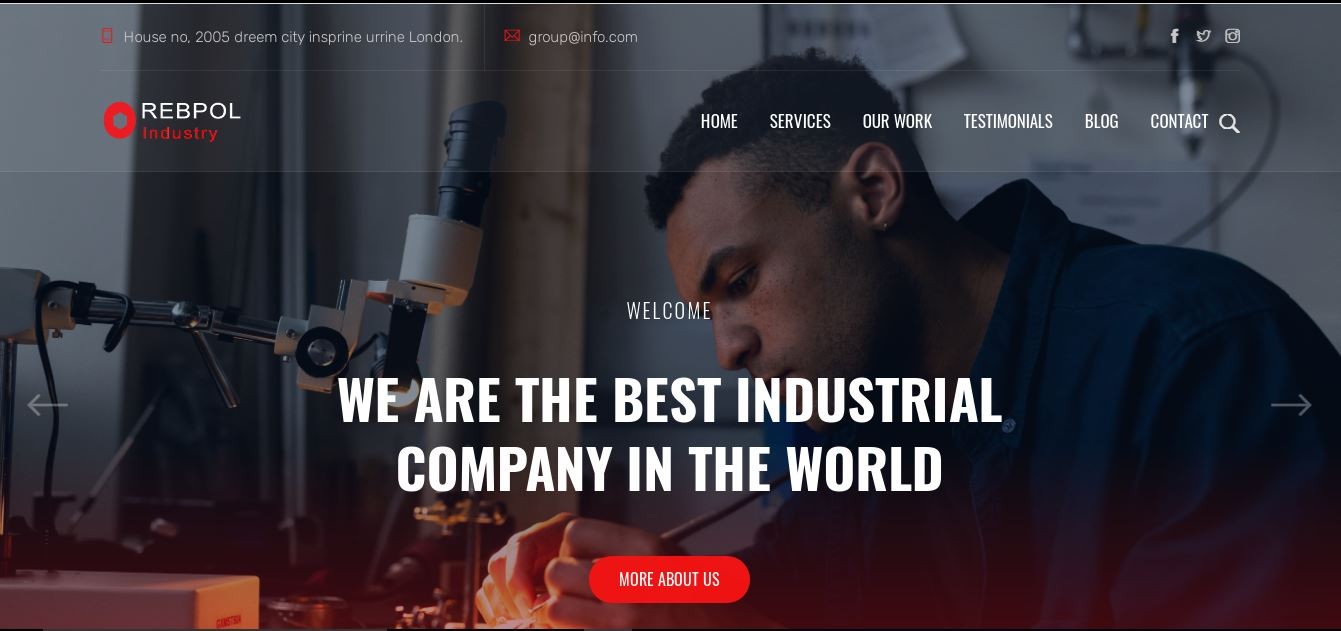 House no, 2005 dreem city insprine urrine London.
group@info.com
REBPOL
Industry
HOME SERVICES OUR WORK TESTIMONIALS BLOG CONTACT
WELCOME
WE ARE THE BEST INDUSTRIAL
COMPANY IN THE WORLD
MORE ABOUT US